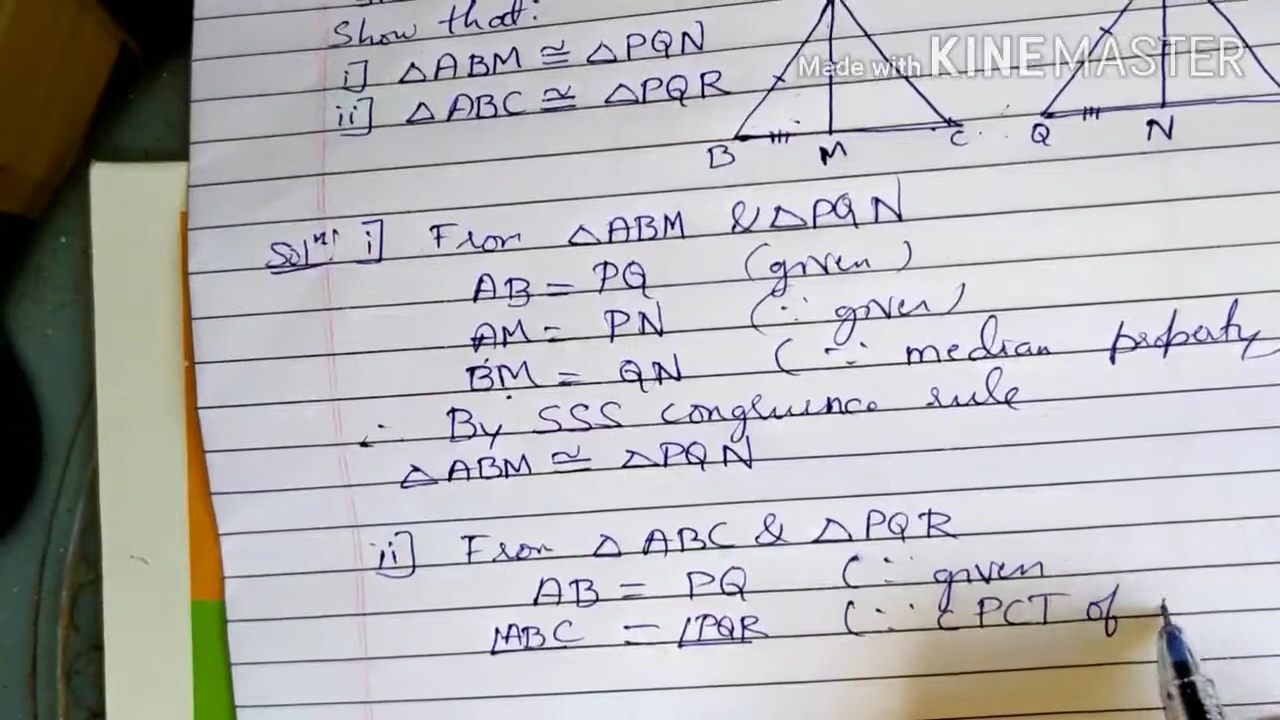 Show that:
i] △ABM ≅ △PQN
ii] △ABC ≅ △PQR
Made with KINEMASTER
B M C Q N
Solⁿ: i] From △ABM & △PQN
AB = PQ (given)
AM = PN (∵ given)
BM = QN (∵ median property
∴ By SSS congruence rule
△ABM ≅ △PQN
ii] From △ABC & △PQR
AB = PQ (∵ given
∠ABC = ∠PQR (∵ CPCT of